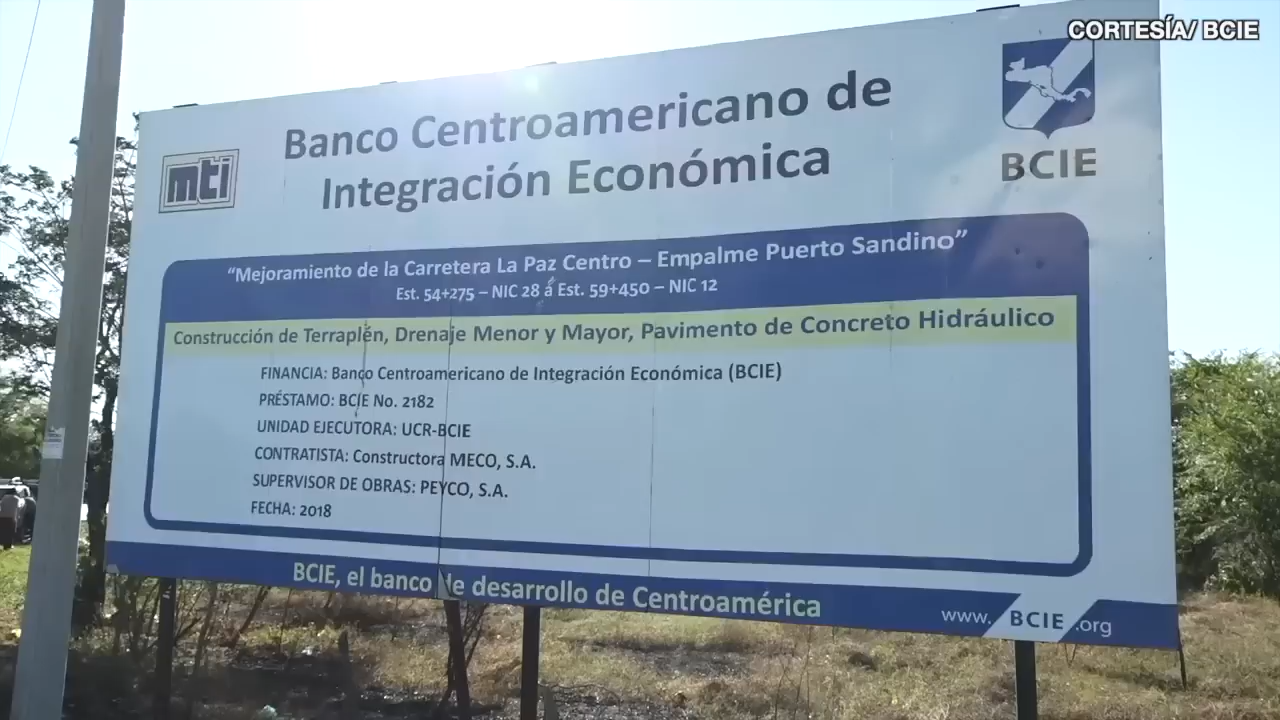 CORTESÍA/ BCIE
mti
Banco Centroamericano de
Integración Económica
BCIE
“Mejoramiento de la Carretera La Paz Centro – Empalme Puerto Sandino”
Est. 54+275 – NIC 28 á Est. 59+450 – NIC 12
Construcción de Terraplén, Drenaje Menor y Mayor, Pavimento de Concreto Hidráulico
FINANCIA: Banco Centroamericano de Integración Económica (BCIE)
PRÉSTAMO: BCIE No. 2182
UNIDAD EJECUTORA: UCR-BCIE
CONTRATISTA: Constructora MECO, S.A.
SUPERVISOR DE OBRAS: PEYCO, S.A.
FECHA: 2018
BCIE, el banco de desarrollo de Centroamérica
www. BCIE .org